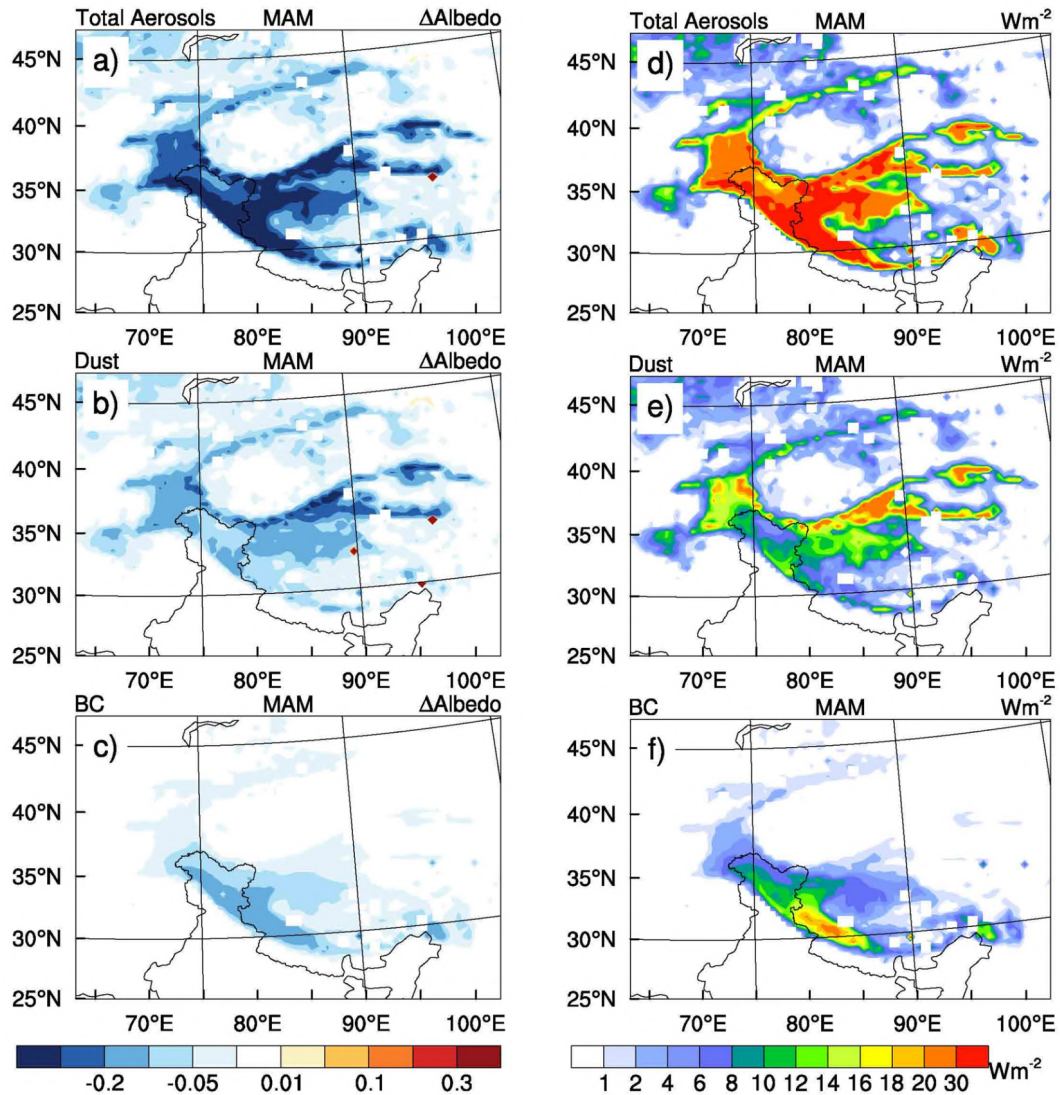 Total Aerosols MAM ΔAlbedo
a)
45°N
40°N
35°N
30°N
25°N
70°E 80°E 90°E 100°E
Total Aerosols MAM Wm-2
d)
45°N
40°N
35°N
30°N
25°N
70°E 80°E 90°E 100°E
Dust MAM ΔAlbedo
b)
45°N
40°N
35°N
30°N
25°N
70°E 80°E 90°E 100°E
Dust MAM Wm-2
e)
45°N
40°N
35°N
30°N
25°N
70°E 80°E 90°E 100°E
BC MAM ΔAlbedo
c)
45°N
40°N
35°N
30°N
25°N
70°E 80°E 90°E 100°E
BC MAM Wm-2
f)
45°N
40°N
35°N
30°N
25°N
70°E 80°E 90°E 100°E
-0.2 -0.05 0.01 0.1 0.3
1 2 4 6 8 10 12 14 16 18 20 30 Wm-2